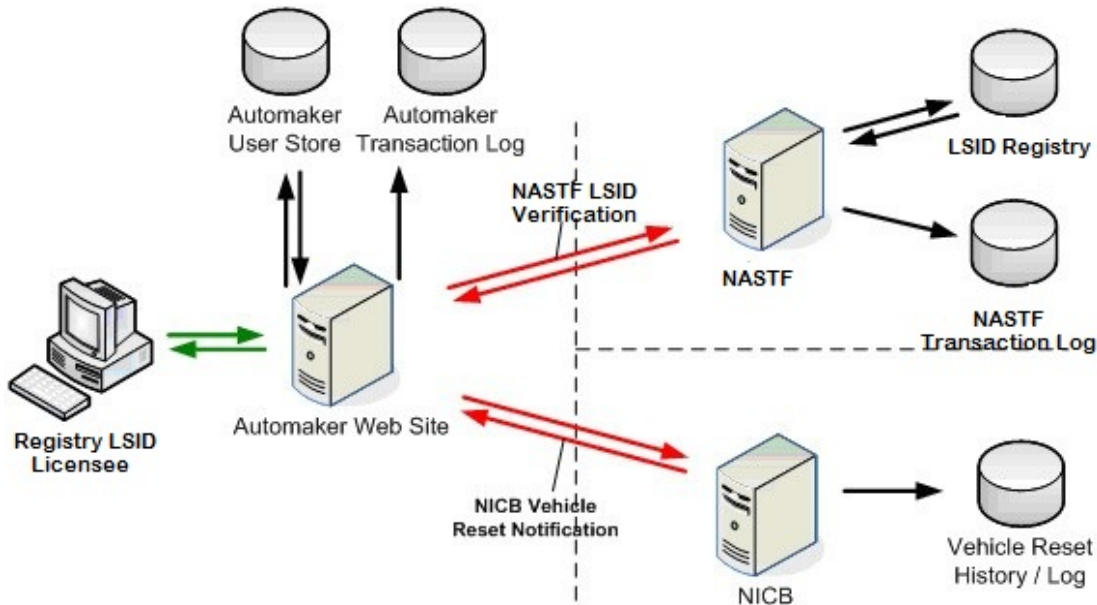 Automaker
User Store
Automaker
Transaction Log
LSID Registry
NASTF LSID
Verification
NASTF
NASTF
Transaction Log
Registry LSID
Licensee
Automaker Web Site
NICB Vehicle
Reset Notification
NICB
Vehicle Reset
History / Log